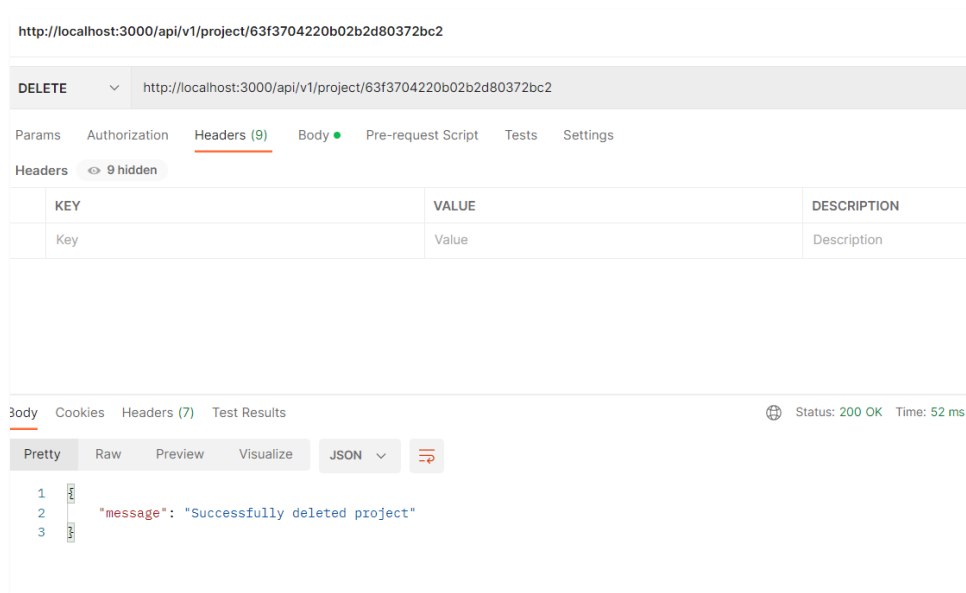 http://localhost:3000/api/v1/project/63f3704220b02b2d80372bc2
DELETE http://localhost:3000/api/v1/project/63f3704220b02b2d80372bc2
Params Authorization Headers (9) Body Pre-request Script Tests Settings
Headers 9 hidden
KEY VALUE DESCRIPTION
Key Value Description
Body Cookies Headers (7) Test Results Status: 200 OK Time: 52 ms
Pretty Raw Preview Visualize JSON
1 {
2 "message": "Successfully deleted project"
3 }